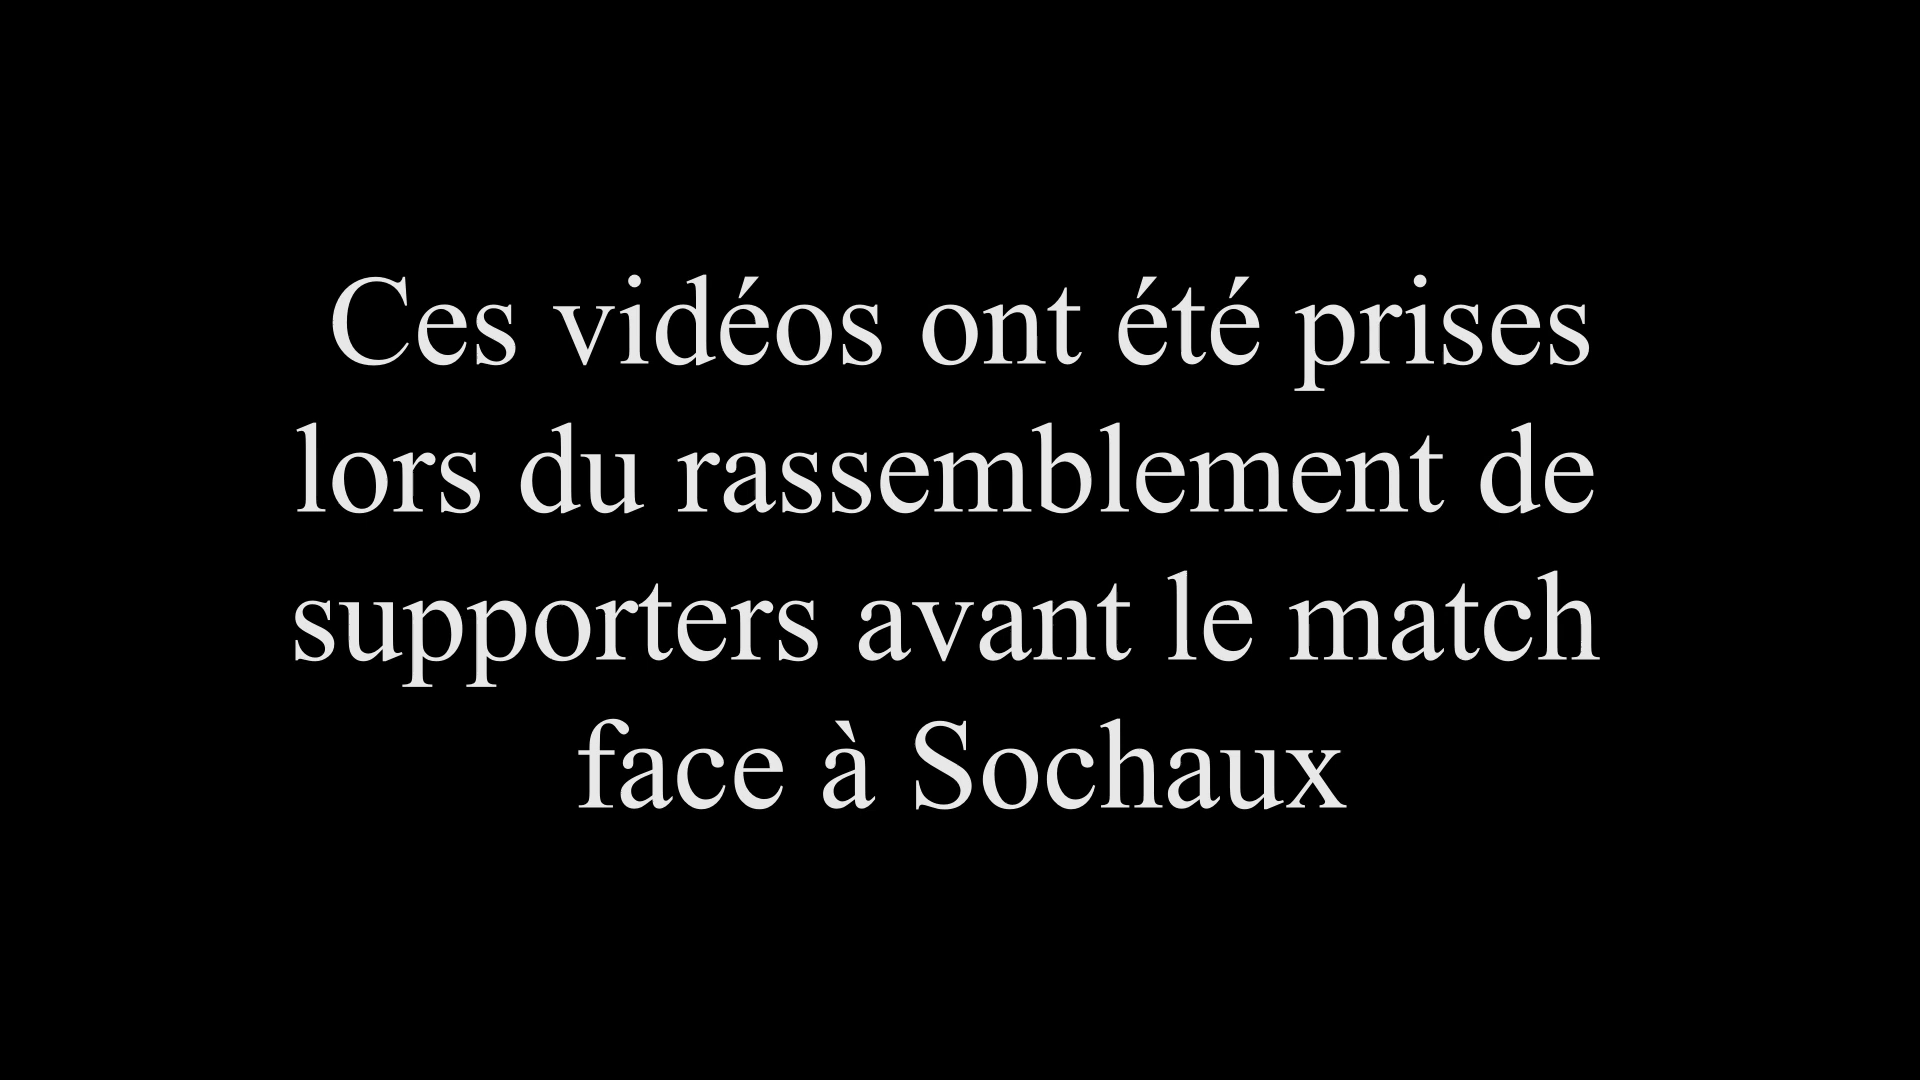 Ces vidéos ont été prises
lors du rassemblement de
supporters avant le match
face à Sochaux